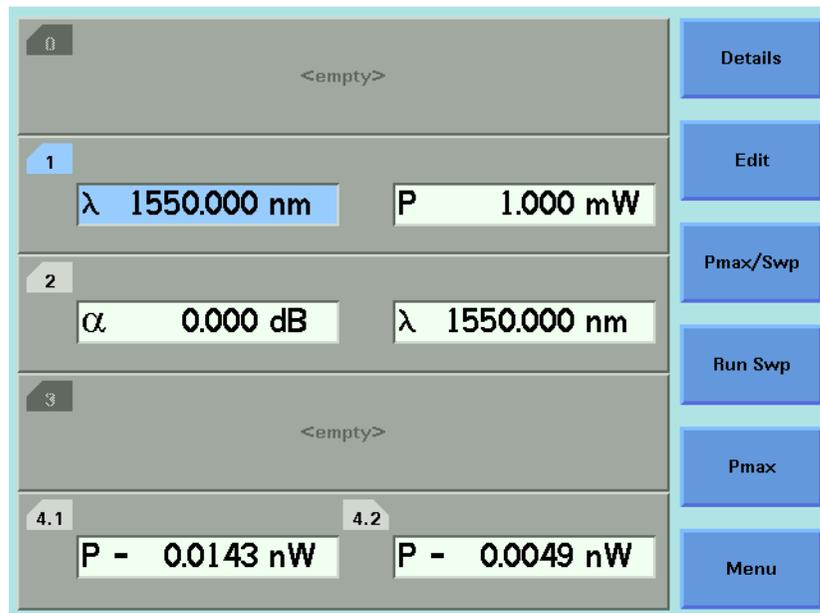 0
<empty>
1
λ 1550.000 nm
P 1.000 mW
2
α 0.000 dB
λ 1550.000 nm
3
<empty>
4.1
P - 0.0143 nW
4.2
P - 0.0049 nW
Details
Edit
Pmax/Swp
Run Swp
Pmax
Menu